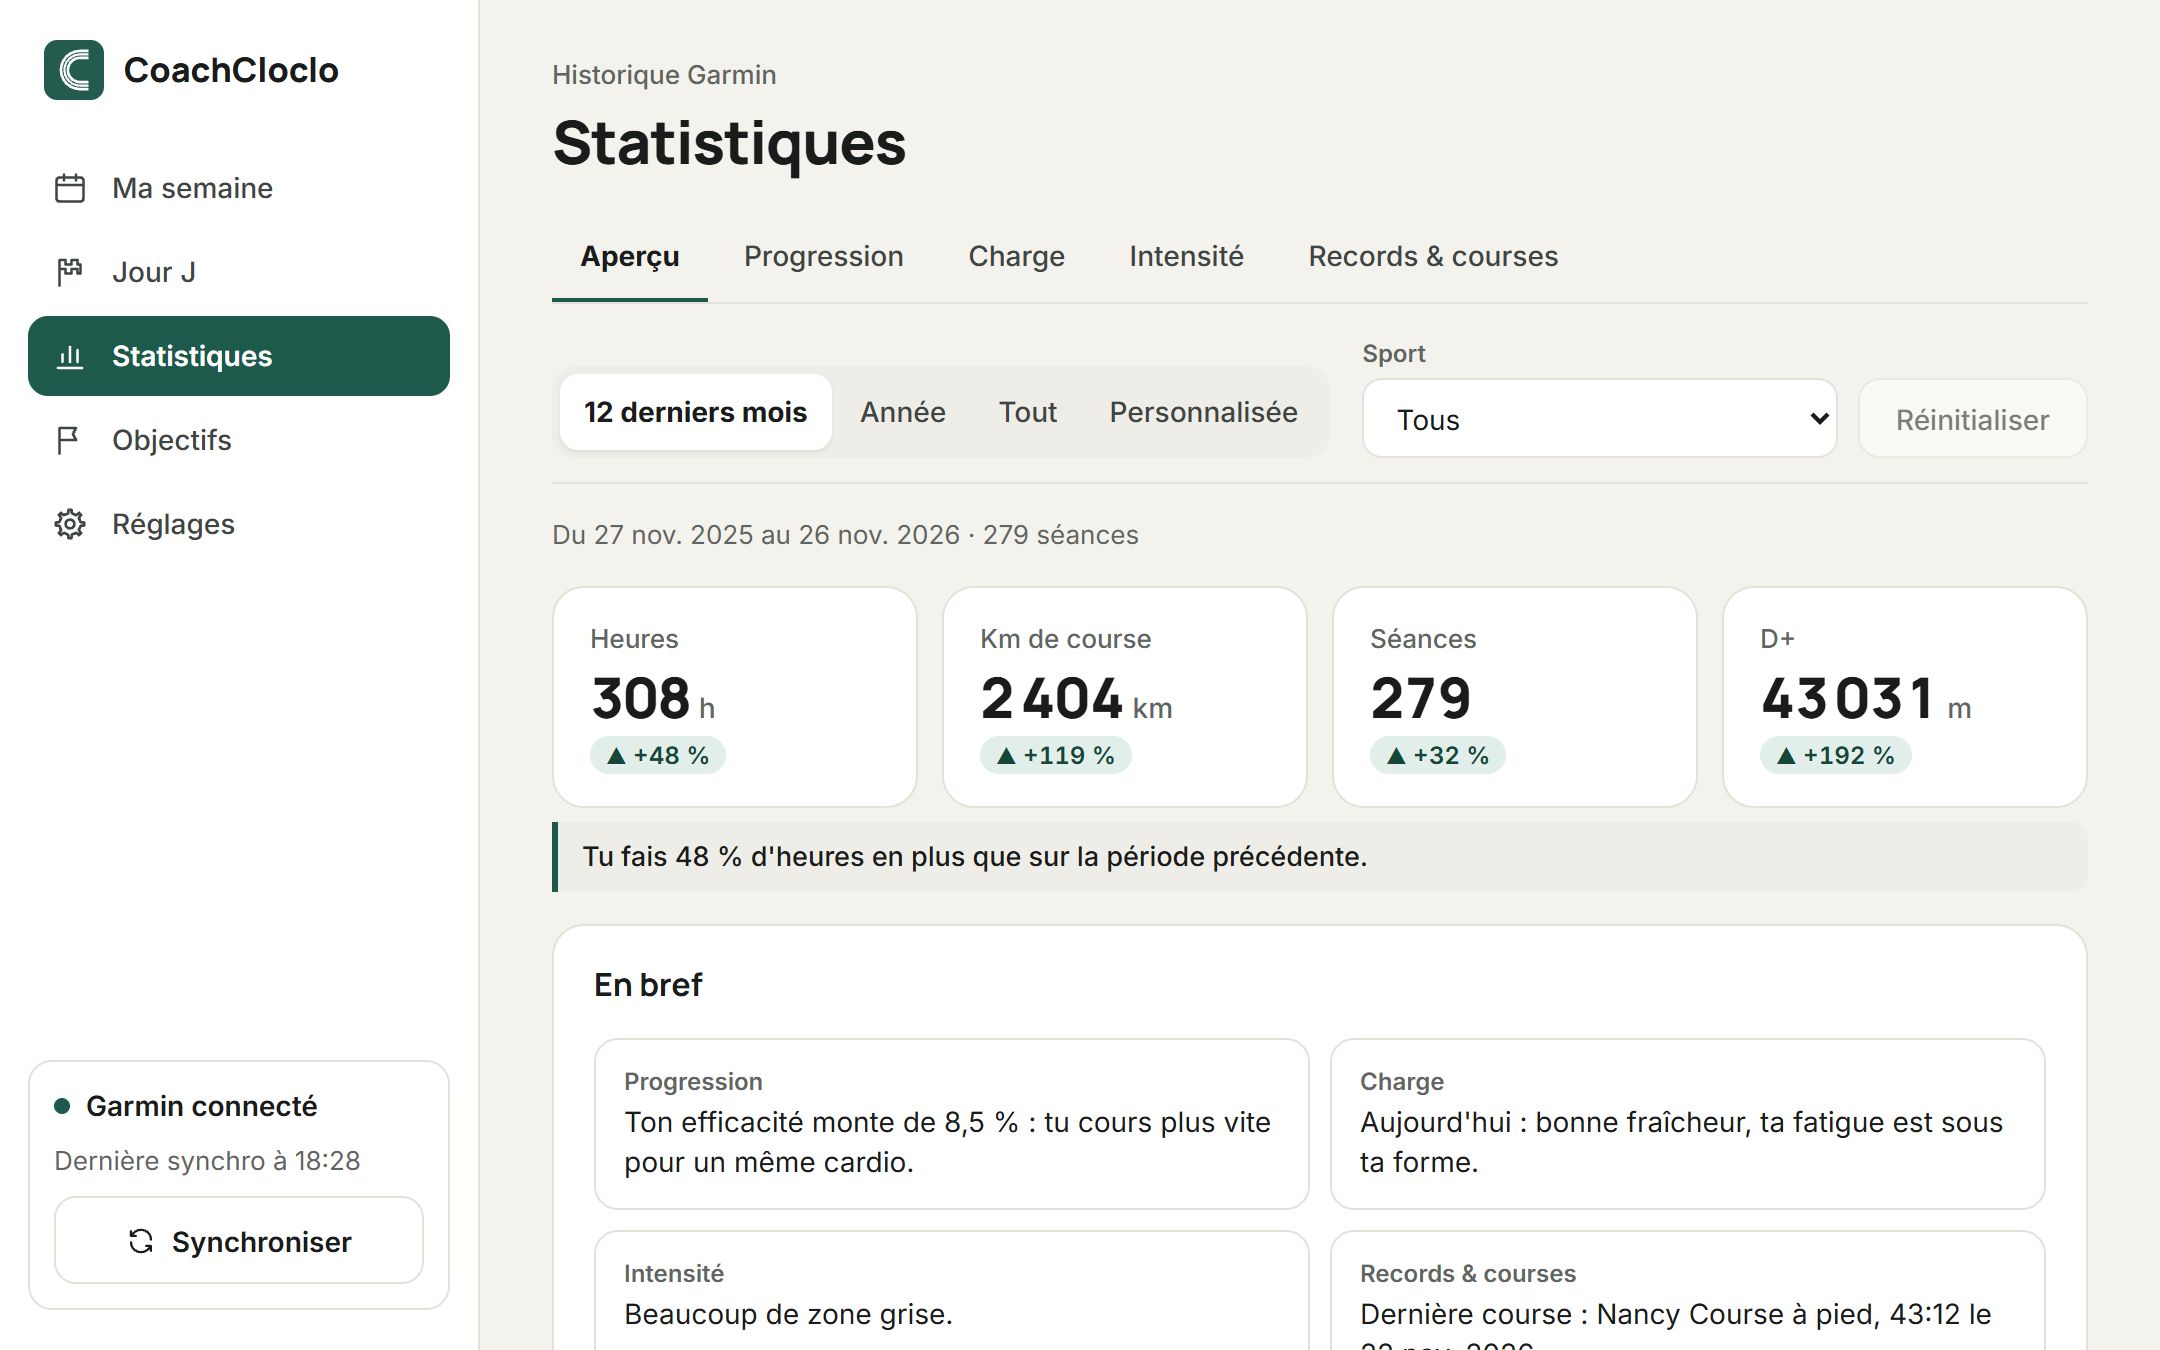 CoachCloclo
Ma semaine
Jour J
Statistiques
Objectifs
Réglages
Garmin connecté
Dernière synchro à 18:28
Synchroniser
Historique Garmin
Statistiques
Aperçu
Progression
Charge
Intensité
Records & courses
12 derniers mois
Année
Tout
Personnalisée
Sport
Tous
Réinitialiser
Du 27 nov. 2025 au 26 nov. 2026 · 279 séances
Heures
308 h
▲ +48 %
Km de course
2 404 km
▲ +119 %
Séances
279
▲ +32 %
D+
43 031 m
▲ +192 %
Tu fais 48 % d'heures en plus que sur la période précédente.
En bref
Progression
Ton efficacité monte de 8,5 % : tu cours plus vite
pour un même cardio.
Charge
Aujourd'hui : bonne fraîcheur, ta fatigue est sous
ta forme.
Intensité
Beaucoup de zone grise.
Records & courses
Dernière course : Nancy Course à pied, 43:12 le